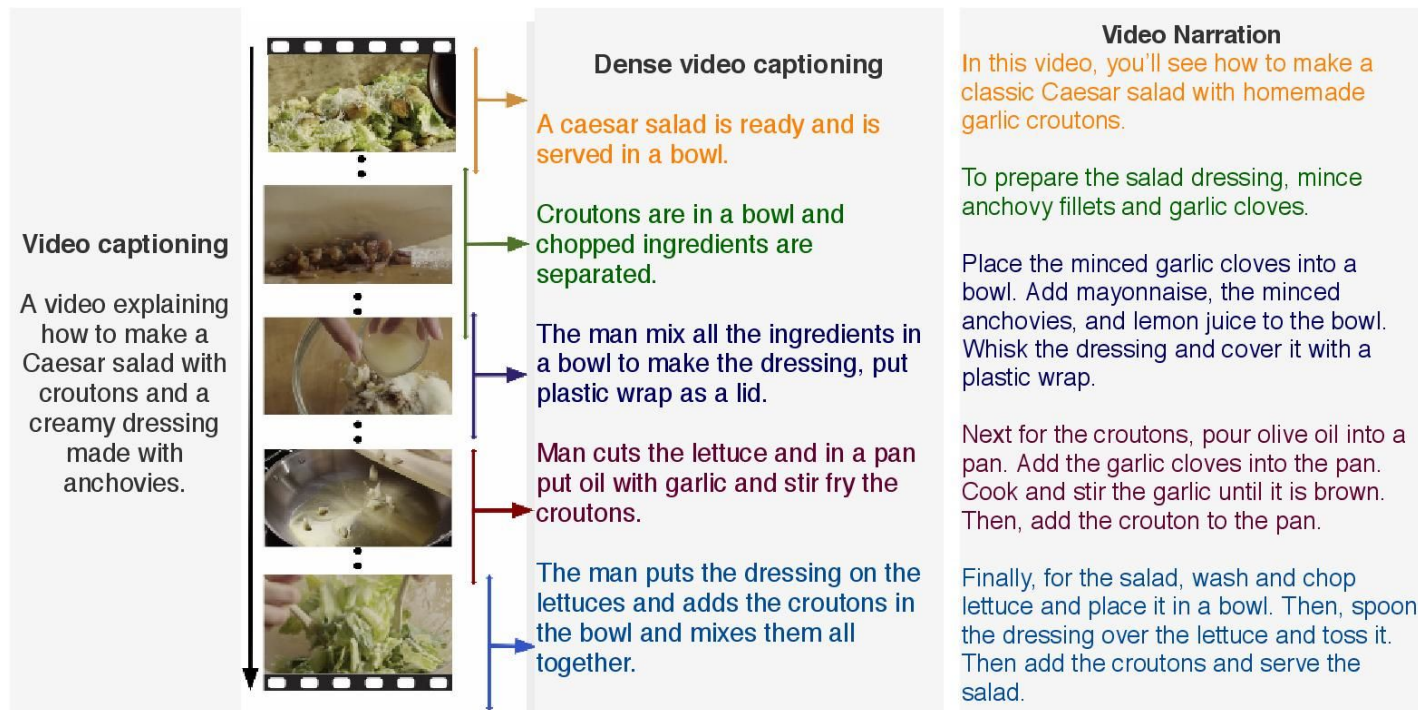 Video captioning
A video explaining
how to make a
Caesar salad with
croutons and a
creamy dressing
made with
anchovies.
Dense video captioning
A caesar salad is ready and is
served in a bowl.
Croutons are in a bowl and
chopped ingredients are
separated.
The man mix all the ingredients in
a bowl to make the dressing, put
plastic wrap as a lid.
Man cuts the lettuce and in a pan
put oil with garlic and stir fry the
croutons.
The man puts the dressing on the
lettuces and adds the croutons in
the bowl and mixes them all
together.
Video Narration
In this video, you'll see how to make a
classic Caesar salad with homemade
garlic croutons.
To prepare the salad dressing, mince
anchovy fillets and garlic cloves.
Place the minced garlic cloves into a
bowl. Add mayonnaise, the minced
anchovies, and lemon juice to the bowl.
Whisk the dressing and cover it with a
plastic wrap.
Next for the croutons, pour olive oil into a
pan. Add the garlic cloves into the pan.
Cook and stir the garlic until it is brown.
Then, add the crouton to the pan.
Finally, for the salad, wash and chop
lettuce and place it in a bowl. Then, spoon
the dressing over the lettuce and toss it.
Then add the croutons and serve the
salad.